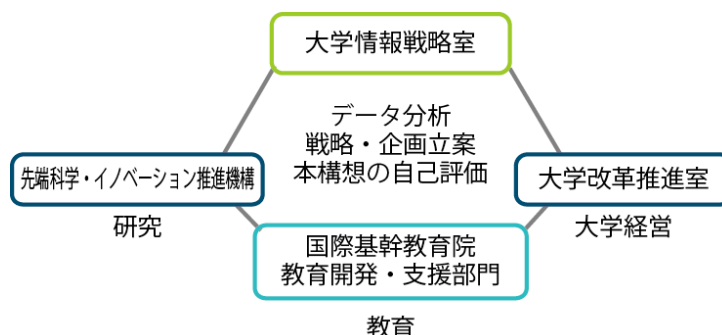 大学情報戦略室
データ分析
戦略・企画立案
本構想の自己評価
先端科学・イノベーション推進機構
研究
大学改革推進室
大学経営
国際基幹教育院
教育開発・支援部門
教育